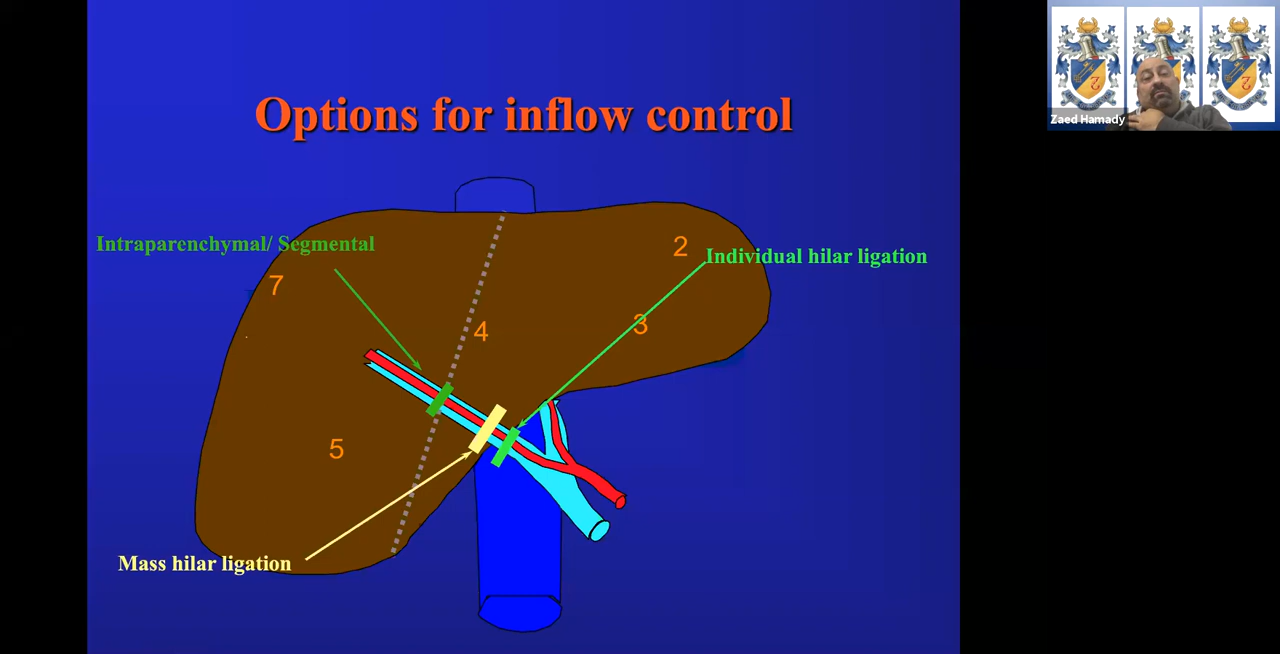 Options for inflow control
Zaed Hamady
Intraparenchymal/ Segmental
2
Individual hilar ligation
7
3
4
5
Mass hilar ligation